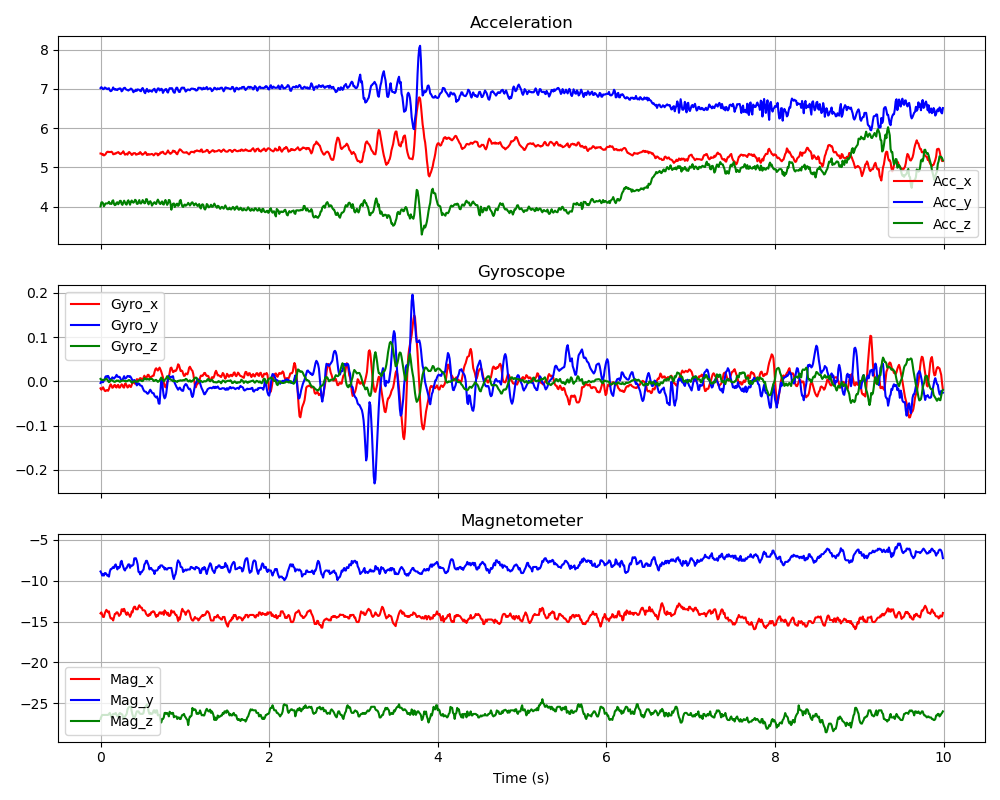 Acceleration
8
7
6
5
4
Acc_x
Acc_y
Acc_z
Gyroscope
0.2
0.1
0.0
−0.1
−0.2
Gyro_x
Gyro_y
Gyro_z
Magnetometer
−5
−10
−15
−20
−25
Mag_x
Mag_y
Mag_z
0 2 4 6 8 10
Time (s)